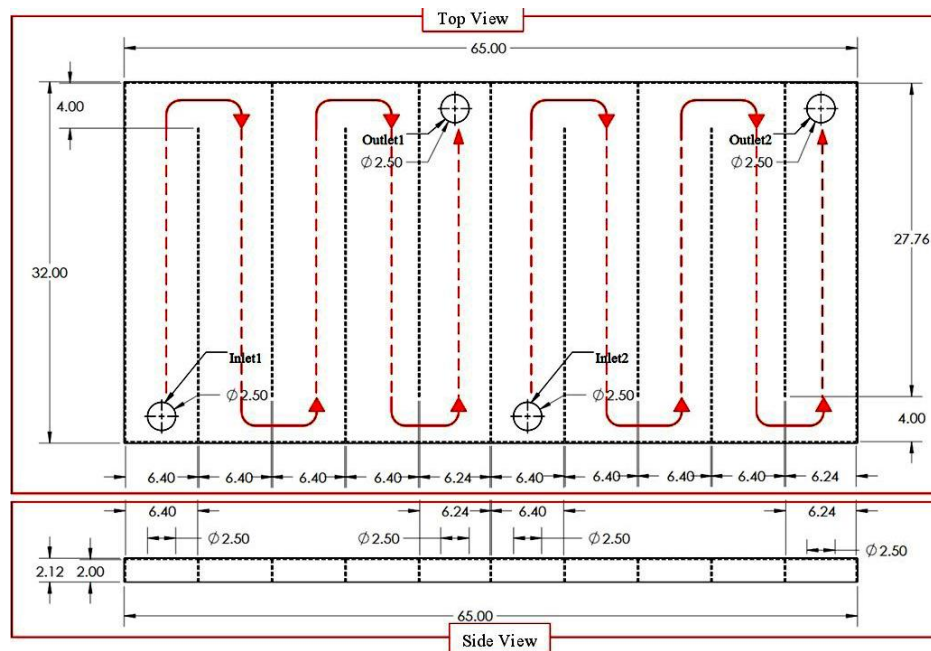 Top View
65.00
4.00
Outlet1
Outlet2
⌀2.50
⌀2.50
27.76
32.00
Inlet1
Inlet2
⌀2.50
⌀2.50
4.00
6.40 6.40 6.40 6.40 6.24 6.40 6.40 6.40 6.40 6.24
6.40 6.24 6.40 6.24
⌀2.50 ⌀2.50 ⌀2.50 ⌀2.50
2.12 2.00
65.00
Side View